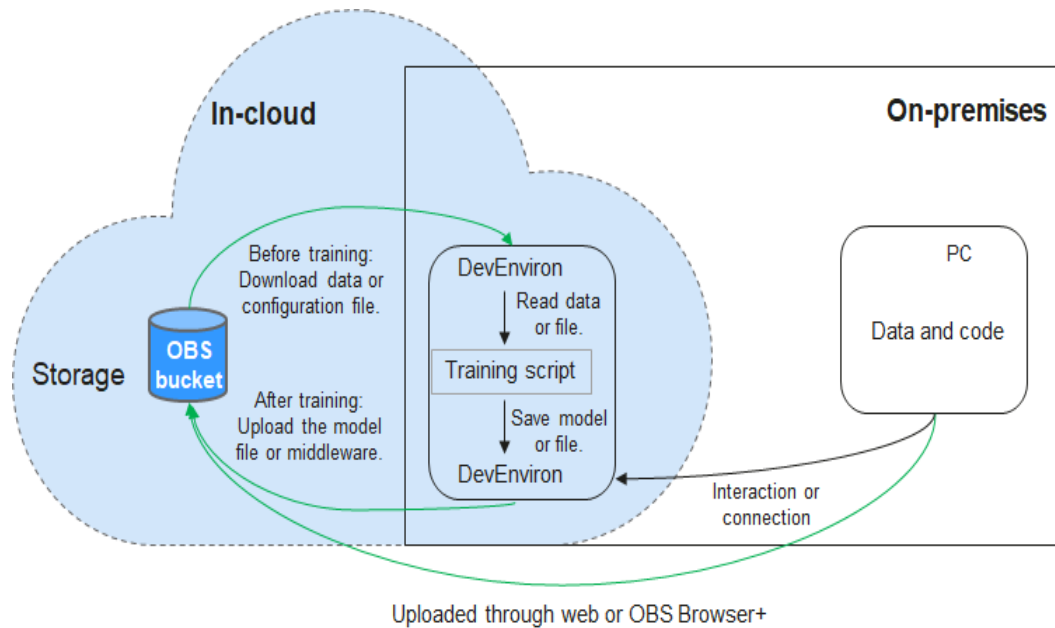 In-cloud
On-premises
Before training:
Download data or
configuration file.
DevEnviron
Read data
or file.
Training script
Save model
or file.
DevEnviron
PC
Data and code
Storage
OBS
bucket
After training:
Upload the model
file or middleware.
Interaction or
connection
Uploaded through web or OBS Browser+